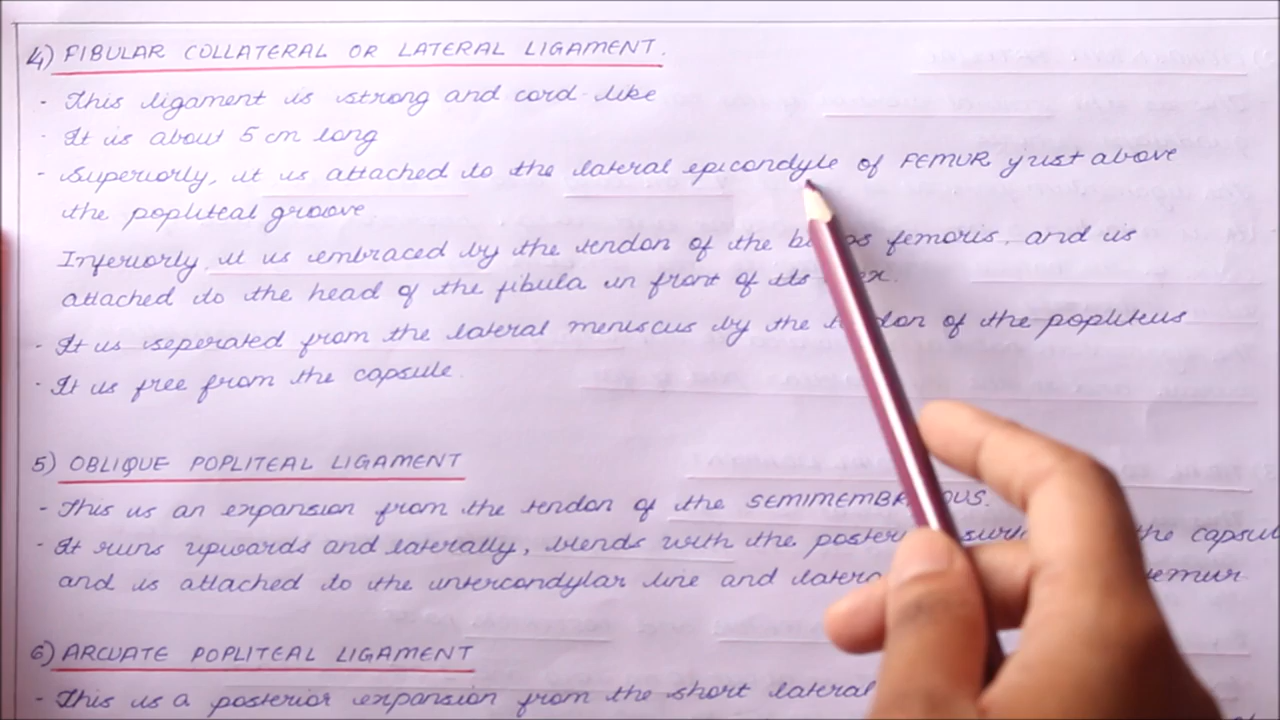 4) FIBULAR COLLATERAL OR LATERAL LIGAMENT.
- This ligament is strong and cord-like
- It is about 5 cm long
- Superiorly, it is attached to the lateral epicondyle of FEMUR, just above
the popliteal groove
Inferiorly, it is embraced by the tendon of the femoris, and is
attached to the head of the fibula in front of its
- It is seperated from the lateral meniscus by the of the popliteus
- It is free from the capsule.
5) OBLIQUE POPLITEAL LIGAMENT
- This is an expansion from the tendon of the
- It runs upwards and laterally, blends with the the
and is attached to the intercondylar line and
6) ARCUATE POPLITEAL LIGAMENT
- This is a posterior expansion from the short lateral